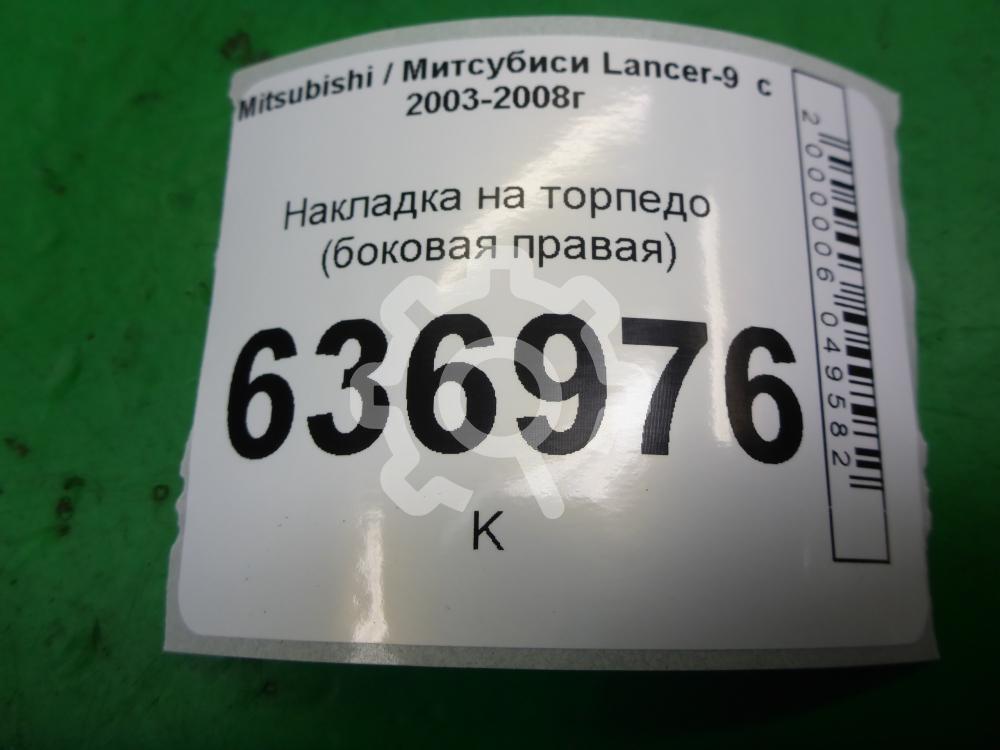 Mitsubishi / Митсубиси Lancer-9 с
2003-2008г
Накладка на торпедо
(боковая правая)
636976
К
2000006049582